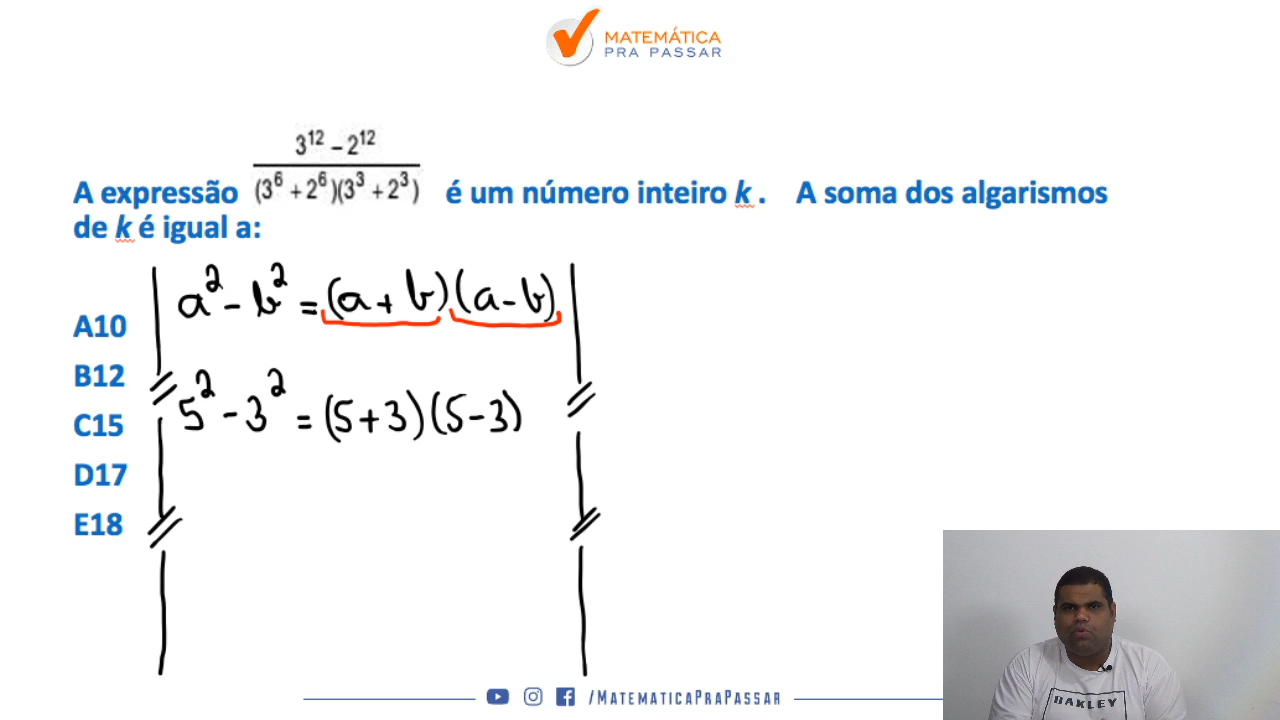 MATEMÁTICA
PRA PASSAR
3¹² – 2¹²
A expressão (3⁶ + 2⁶)(3³ + 2³) é um número inteiro k . A soma dos algarismos
de k é igual a:
a² - b² = (a + b)(a - b)
A10
B12
5² - 3² = (5 + 3)(5 - 3)
C15
D17
E18
/MATEMATICAPRAPASSAR
OAKLEY